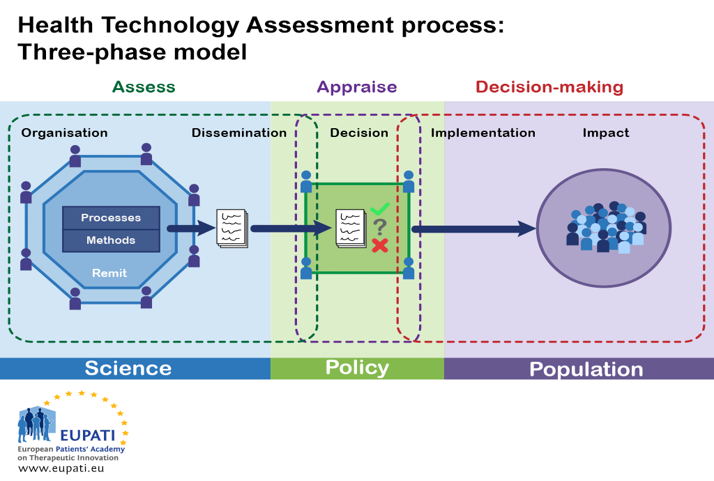 Health Technology Assessment process:
Three-phase model
Assess
Appraise
Decision-making
Organisation
Dissemination
Decision
Implementation
Impact
Processes
Methods
Remit
Science
Policy
Population
EUPATI
European Patients' Academy
on Therapeutic Innovation
www.eupati.eu